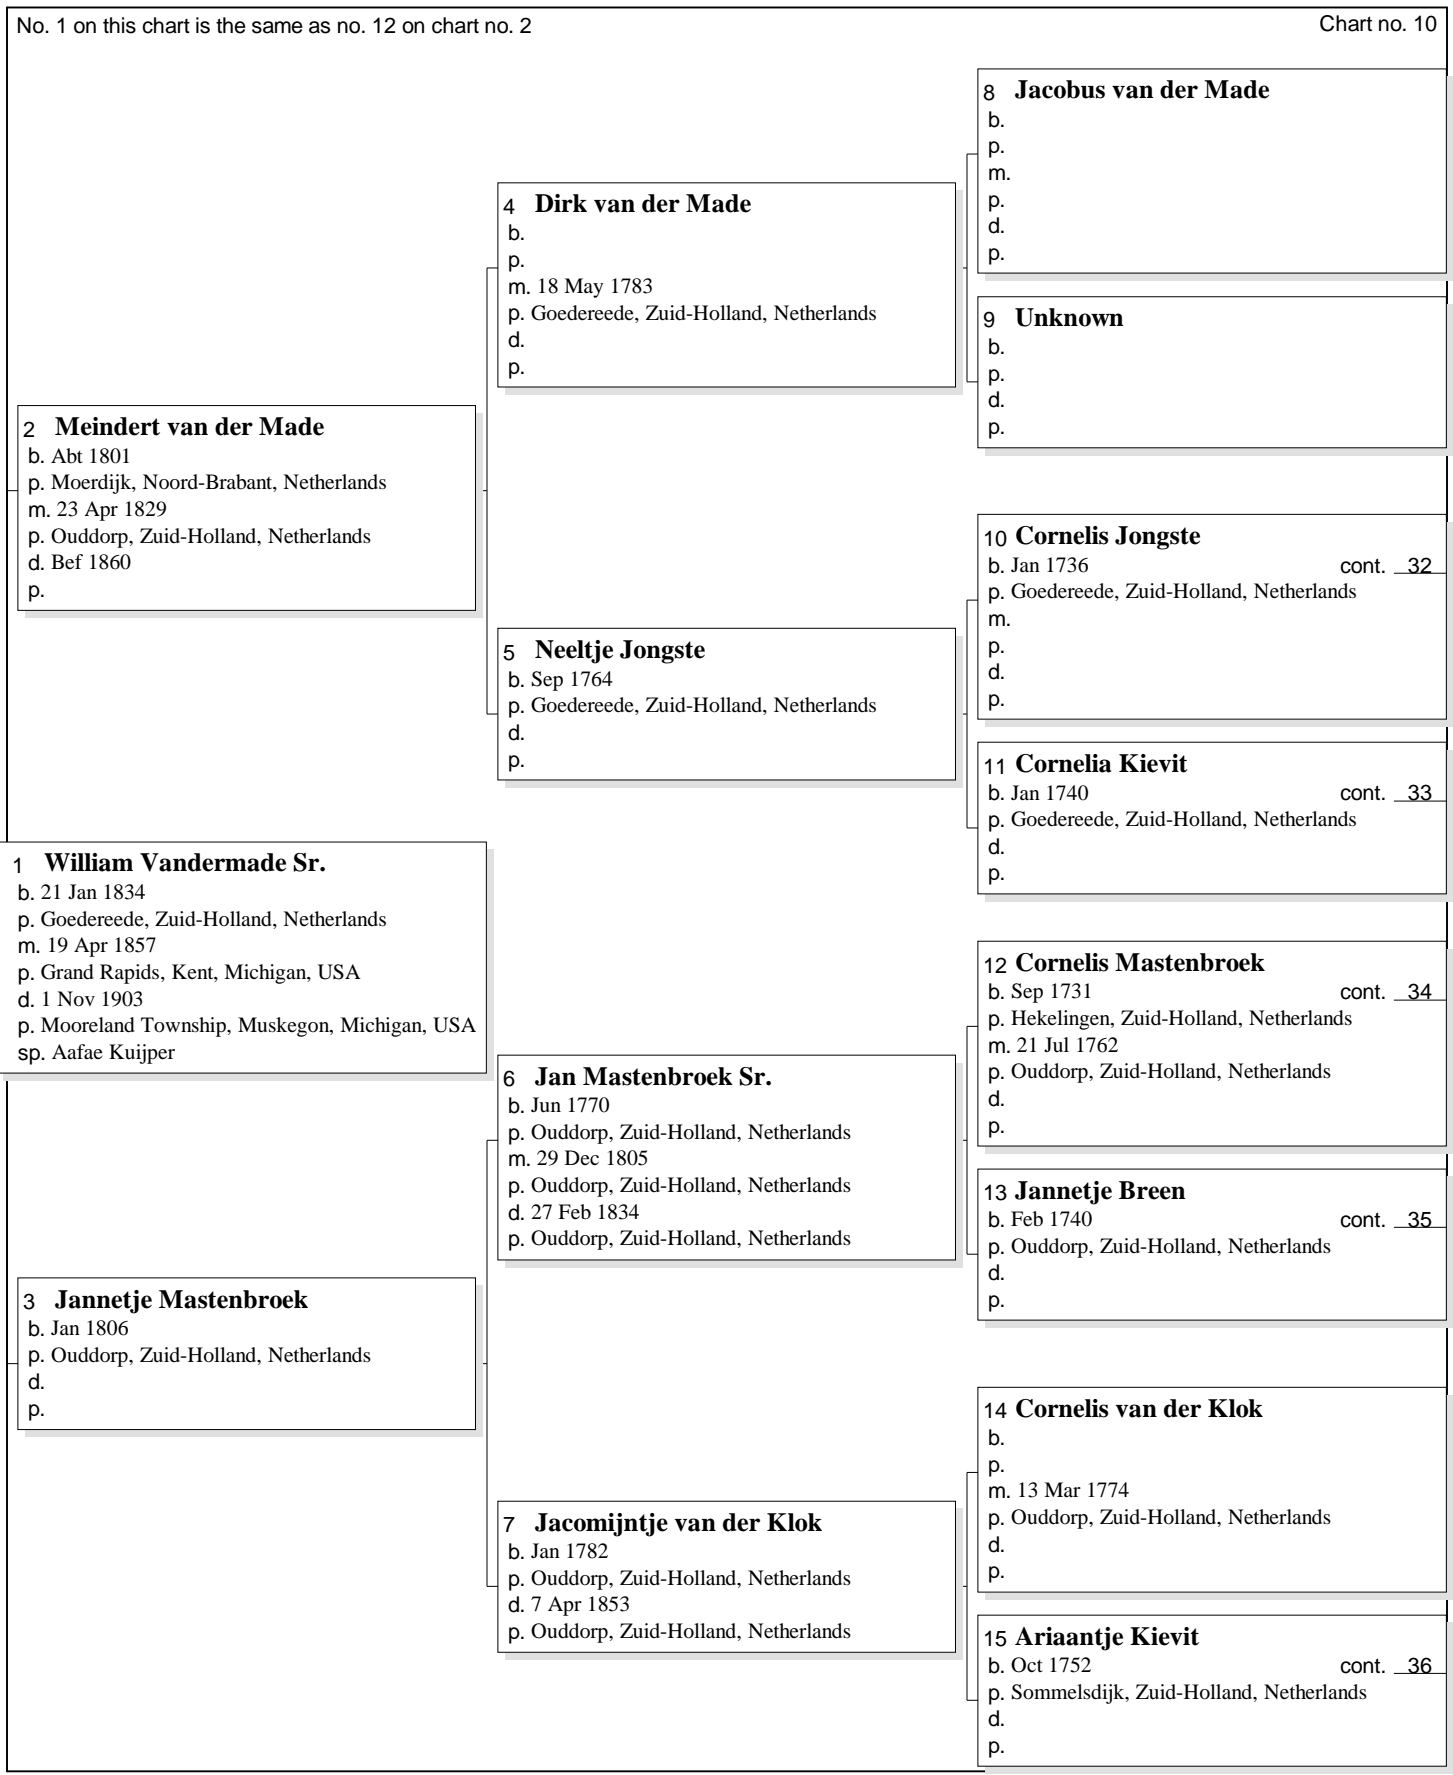 No. 1 on this chart is the same as no. 12 on chart no. 2
Chart no. 10
8 Jacobus van der Made
b.
p.
m.
p.
d.
p.
4 Dirk van der Made
b.
p.
m. 18 May 1783
p. Goedereede, Zuid-Holland, Netherlands
d.
p.
9 Unknown
b.
p.
d.
p.
2 Meindert van der Made
b. Abt 1801
p. Moerdijk, Noord-Brabant, Netherlands
m. 23 Apr 1829
p. Ouddorp, Zuid-Holland, Netherlands
d. Bef 1860
p.
10 Cornelis Jongste
b. Jan 1736 cont. 32
p. Goedereede, Zuid-Holland, Netherlands
m.
p.
d.
p.
5 Neeltje Jongste
b. Sep 1764
p. Goedereede, Zuid-Holland, Netherlands
d.
p.
11 Cornelia Kievit
b. Jan 1740 cont. 33
p. Goedereede, Zuid-Holland, Netherlands
d.
p.
1 William Vandermade Sr.
b. 21 Jan 1834
p. Goedereede, Zuid-Holland, Netherlands
m. 19 Apr 1857
p. Grand Rapids, Kent, Michigan, USA
d. 1 Nov 1903
p. Mooreland Township, Muskegon, Michigan, USA
sp. Aafae Kuijper
12 Cornelis Mastenbroek
b. Sep 1731 cont. 34
p. Hekelingen, Zuid-Holland, Netherlands
m. 21 Jul 1762
p. Ouddorp, Zuid-Holland, Netherlands
d.
p.
6 Jan Mastenbroek Sr.
b. Jun 1770
p. Ouddorp, Zuid-Holland, Netherlands
m. 29 Dec 1805
p. Ouddorp, Zuid-Holland, Netherlands
d. 27 Feb 1834
p. Ouddorp, Zuid-Holland, Netherlands
13 Jannetje Breen
b. Feb 1740 cont. 35
p. Ouddorp, Zuid-Holland, Netherlands
d.
p.
3 Jannetje Mastenbroek
b. Jan 1806
p. Ouddorp, Zuid-Holland, Netherlands
d.
p.
14 Cornelis van der Klok
b.
p.
m. 13 Mar 1774
p. Ouddorp, Zuid-Holland, Netherlands
d.
p.
7 Jacomijntje van der Klok
b. Jan 1782
p. Ouddorp, Zuid-Holland, Netherlands
d. 7 Apr 1853
p. Ouddorp, Zuid-Holland, Netherlands
15 Ariaantje Kievit
b. Oct 1752 cont. 36
p. Sommelsdijk, Zuid-Holland, Netherlands
d.
p.